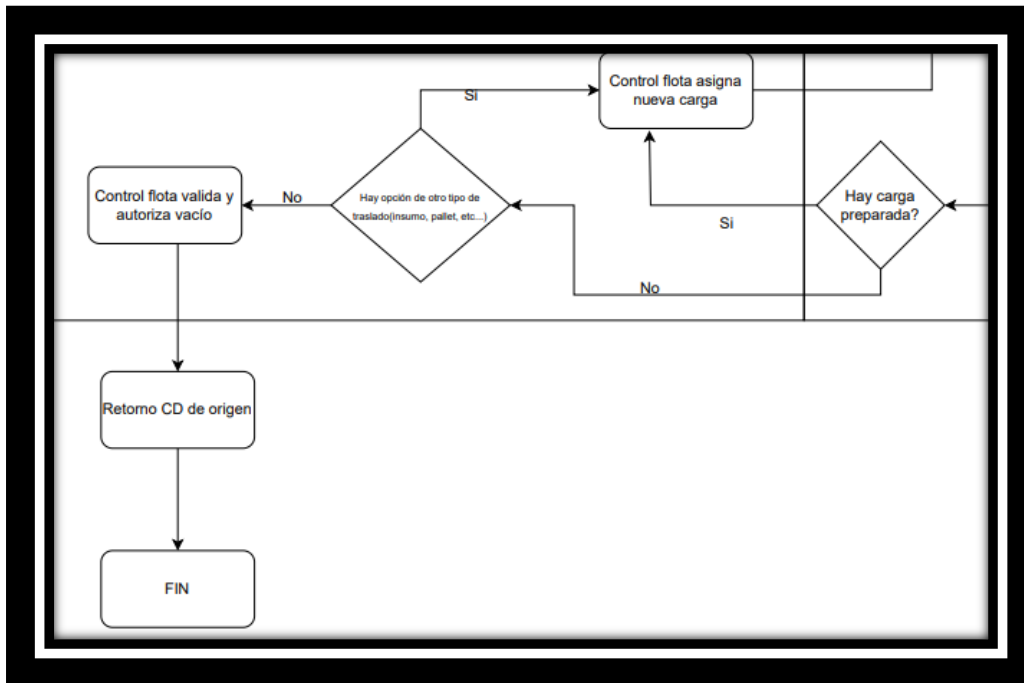 Control flota asigna
nueva carga
Si
Control flota valida y
autoriza vacío
No
Hay opción de otro tipo de
traslado(insumo, pallet, etc...)
Hay carga
preparada?
Si
No
Retorno CD de origen
FIN